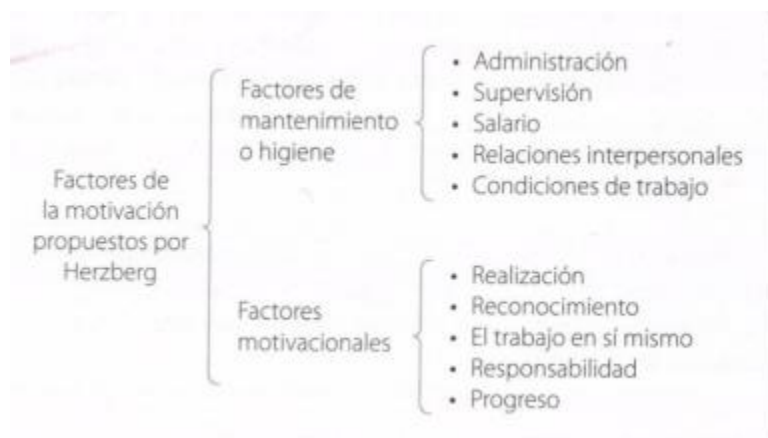 Factores de
la motivación
propuestos por
Herzberg
Factores de
mantenimiento
o higiene
• Administración
• Supervisión
• Salario
• Relaciones interpersonales
• Condiciones de trabajo
Factores
motivacionales
• Realización
• Reconocimiento
• El trabajo en sí mismo
• Responsabilidad
• Progreso